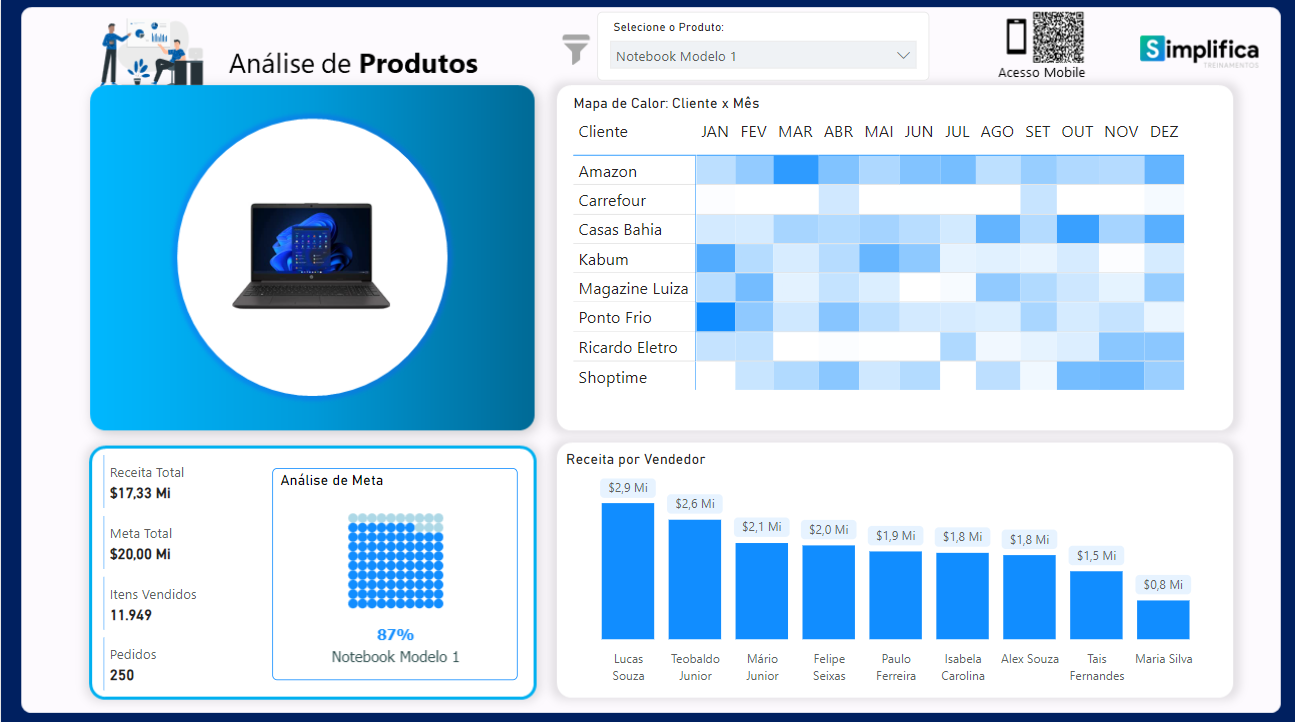 Análise de Produtos
Selecione o Produto:
Notebook Modelo 1
Acesso Mobile
Simplifica
TREINAMENTOS
Mapa de Calor: Cliente x Mês
Cliente JAN FEV MAR ABR MAI JUN JUL AGO SET OUT NOV DEZ
Amazon
Carrefour
Casas Bahia
Kabum
Magazine Luiza
Ponto Frio
Ricardo Eletro
Shoptime
Receita Total
$17,33 Mi
Meta Total
$20,00 Mi
Itens Vendidos
11.949
Pedidos
250
Análise de Meta
87%
Notebook Modelo 1
Receita por Vendedor
$2,9 Mi
$2,6 Mi
$2,1 Mi
$2,0 Mi
$1,9 Mi
$1,8 Mi
$1,8 Mi
$1,5 Mi
$0,8 Mi
Lucas
Souza
Teobaldo
Junior
Mário
Junior
Felipe
Seixas
Paulo
Ferreira
Isabela
Carolina
Alex Souza
Tais
Fernandes
Maria Silva